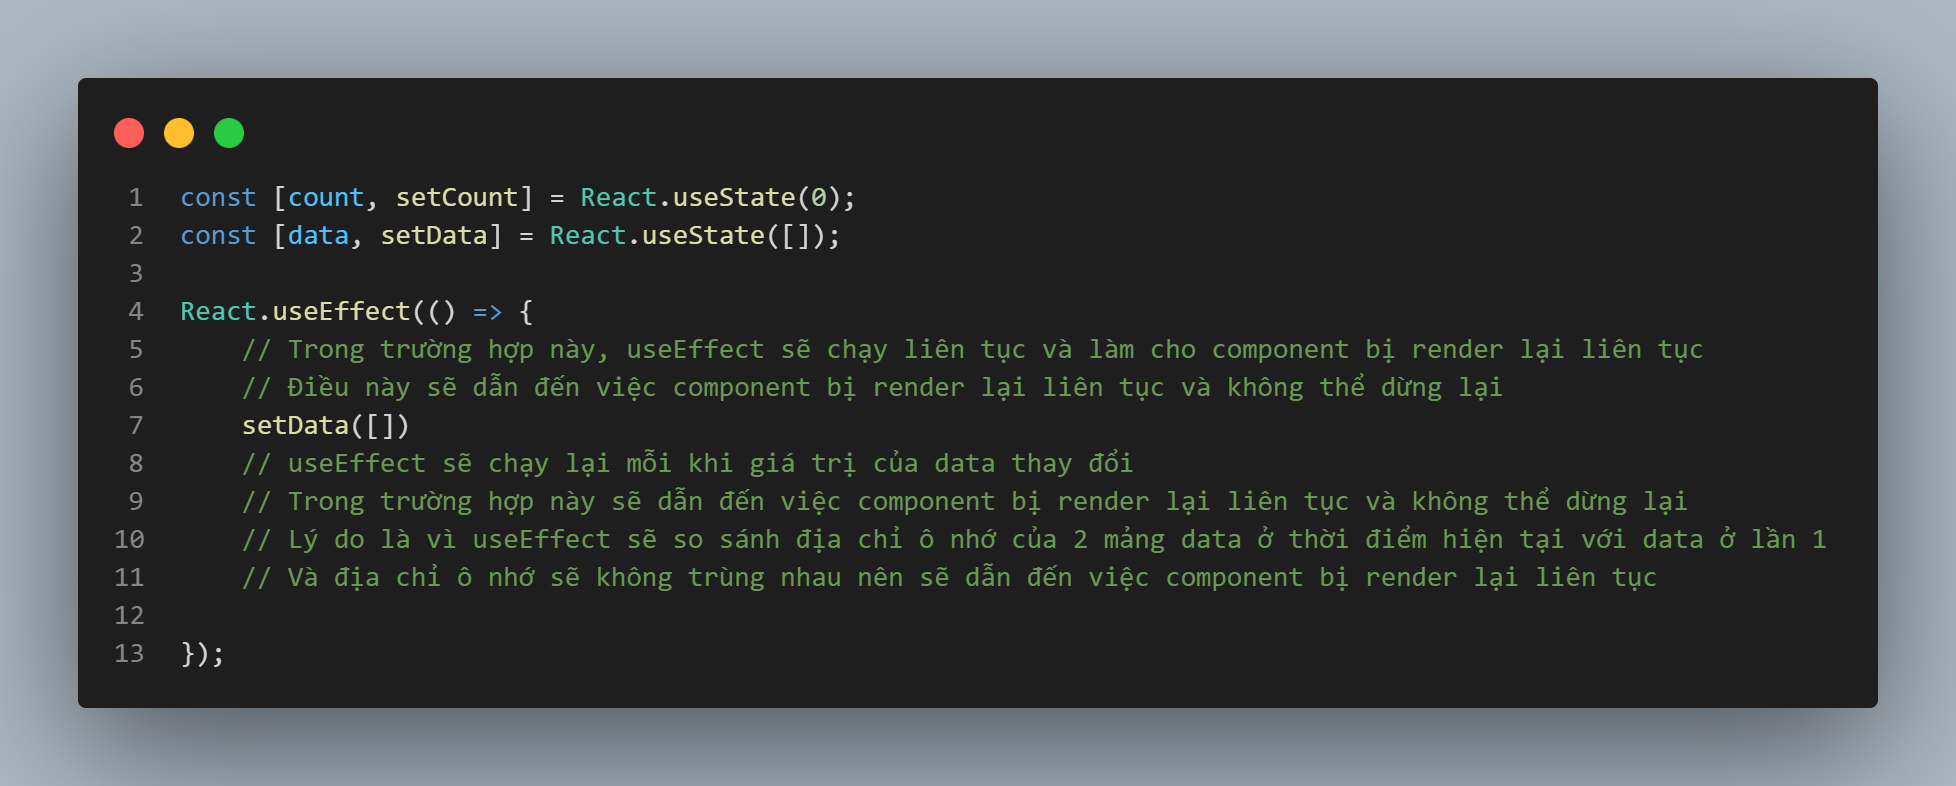 1 const [count, setCount] = React.useState(0);
2 const [data, setData] = React.useState([]);
3
4 React.useEffect(() => {
5 // Trong trường hợp này, useEffect sẽ chạy liên tục và làm cho component bị render lại liên tục
6 // Điều này sẽ dẫn đến việc component bị render lại liên tục và không thể dừng lại
7 setData([])
8 // useEffect sẽ chạy lại mỗi khi giá trị của data thay đổi
9 // Trong trường hợp này sẽ dẫn đến việc component bị render lại liên tục và không thể dừng lại
10 // Lý do là vì useEffect sẽ so sánh địa chỉ ô nhớ của 2 mảng data ở thời điểm hiện tại với data ở lần 1
11 // Và địa chỉ ô nhớ sẽ không trùng nhau nên sẽ dẫn đến việc component bị render lại liên tục
12
13 });